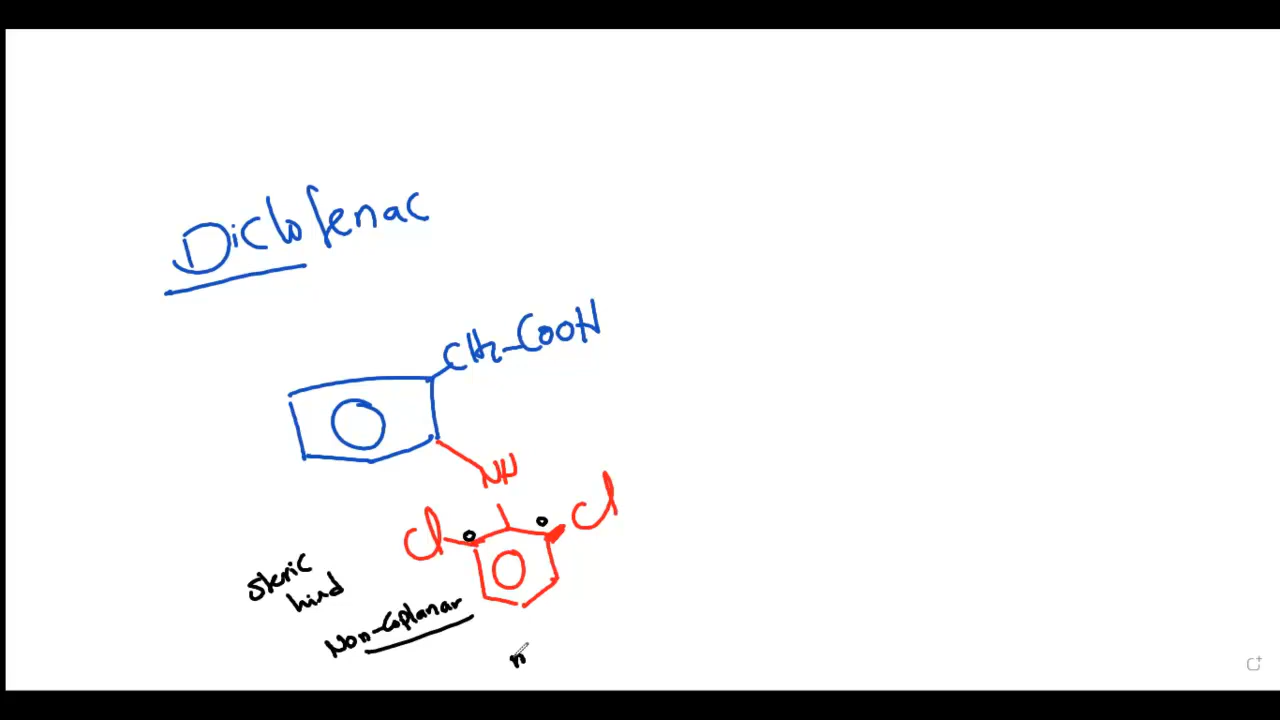 Diclofenac
CH2-COOH
NH
Cl
Cl
Steric
hind
Non-Coplanar